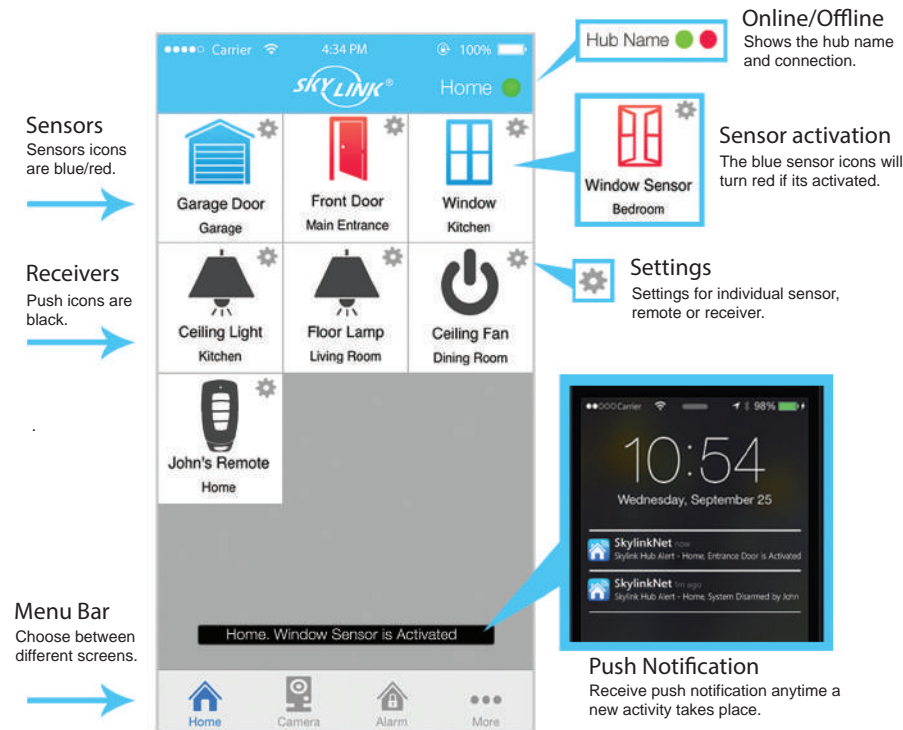 Carrier 4:34 PM 100%
SKYLINK®
Home
Hub Name
Online/Offline
Shows the hub name
and connection.
Sensors
Sensors icons
are blue/red.
Garage Door
Garage
Front Door
Main Entrance
Window
Kitchen
Window Sensor
Bedroom
Sensor activation
The blue sensor icons will
turn red if its activated.
Receivers
Push icons are
black.
Ceiling Light
Kitchen
Floor Lamp
Living Room
Ceiling Fan
Dining Room
Settings
Settings for individual sensor,
remote or receiver.
.
John's Remote
Home
Carrier 98%
10:54
Wednesday, September 25
SkylinkNet now
Skylink Hub Alert - Home, Entrance Door is Activated
SkylinkNet 1m ago
Skylink Hub Alert - Home, System Disarmed by John
Menu Bar
Choose between
different screens.
Home. Window Sensor is Activated
Home
Camera
Alarm
More
Push Notification
Receive push notification anytime a
new activity takes place.